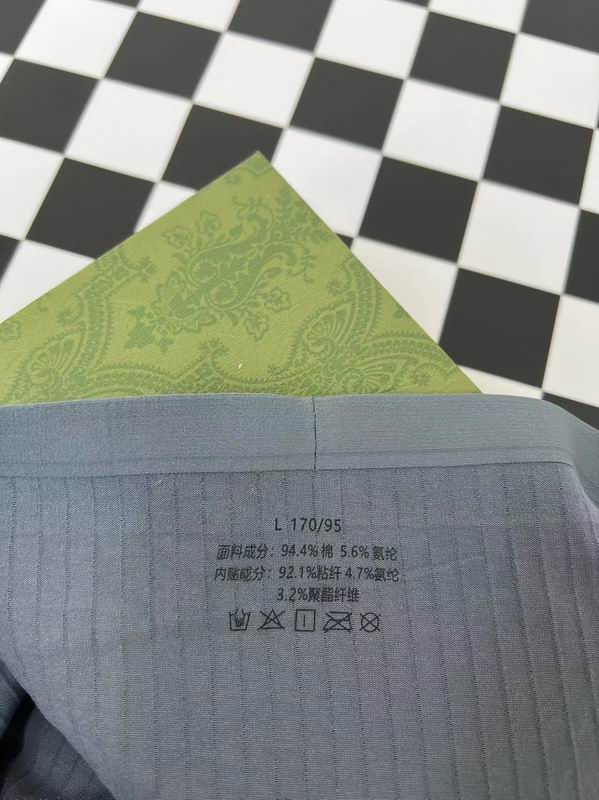 L 170/95
面料成分：94.4%棉 5.6%氨纶
内贴成分：92.1%粘纤 4.7%氨纶
3.2%聚酯纤维